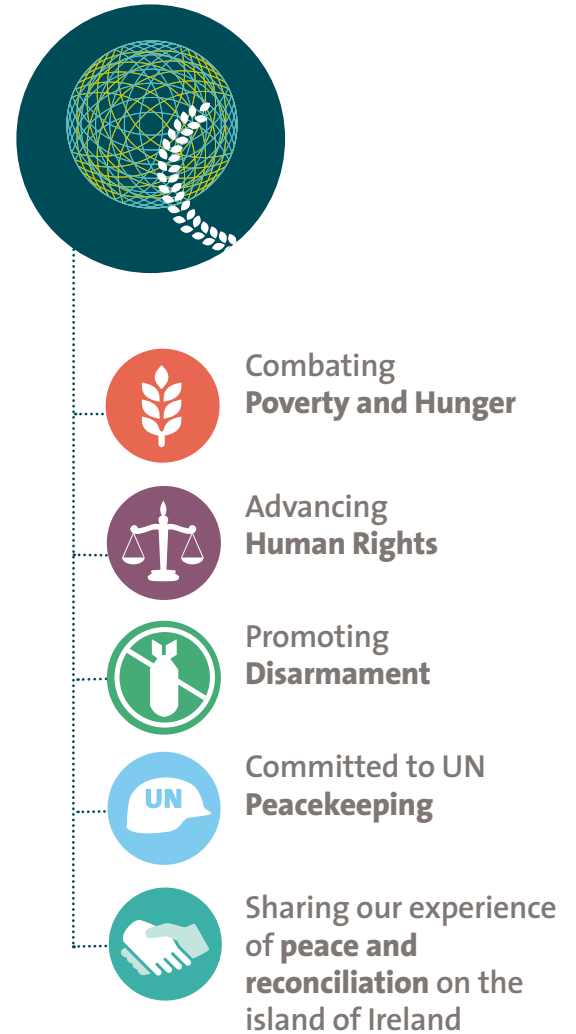 Combating
Poverty and Hunger
Advancing
Human Rights
Promoting
Disarmament
UN
Committed to UN
Peacekeeping
Sharing our experience
of peace and
reconciliation on the
island of Ireland